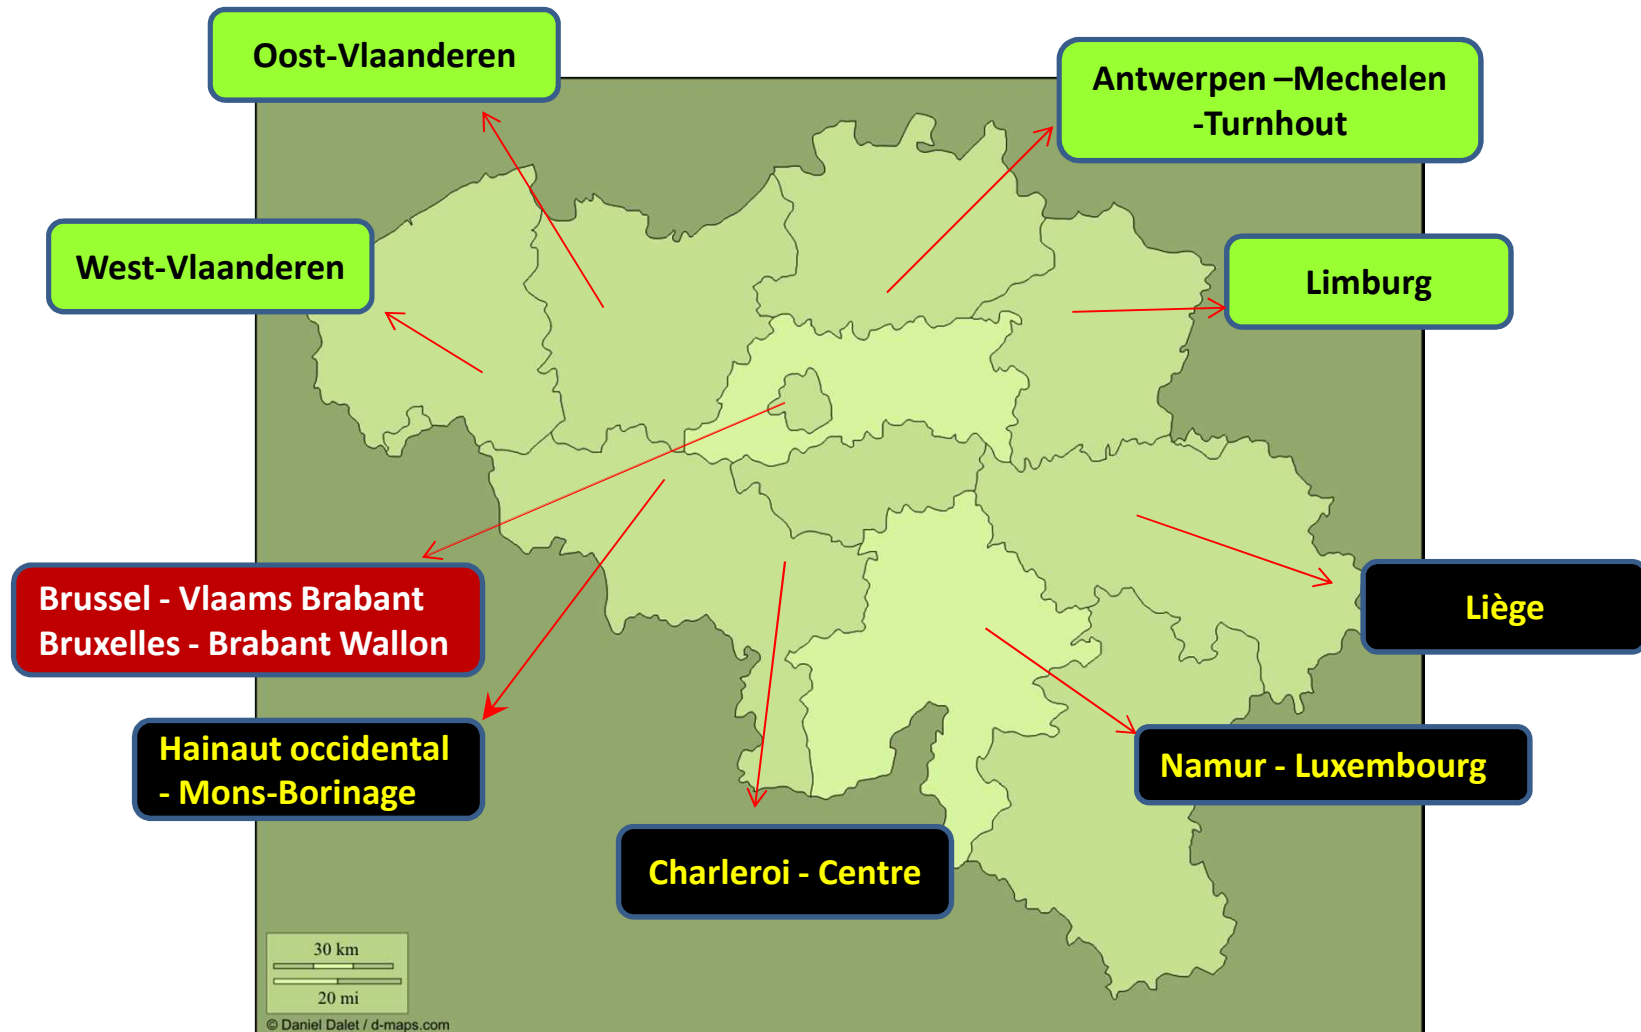 Oost-Vlaanderen
Antwerpen –Mechelen
-Turnhout
West-Vlaanderen
Limburg
Brussel - Vlaams Brabant
Bruxelles - Brabant Wallon
Liège
Hainaut occidental
- Mons-Borinage
Namur - Luxembourg
Charleroi - Centre
30 km
20 mi
© Daniel Dalet / d-maps.com